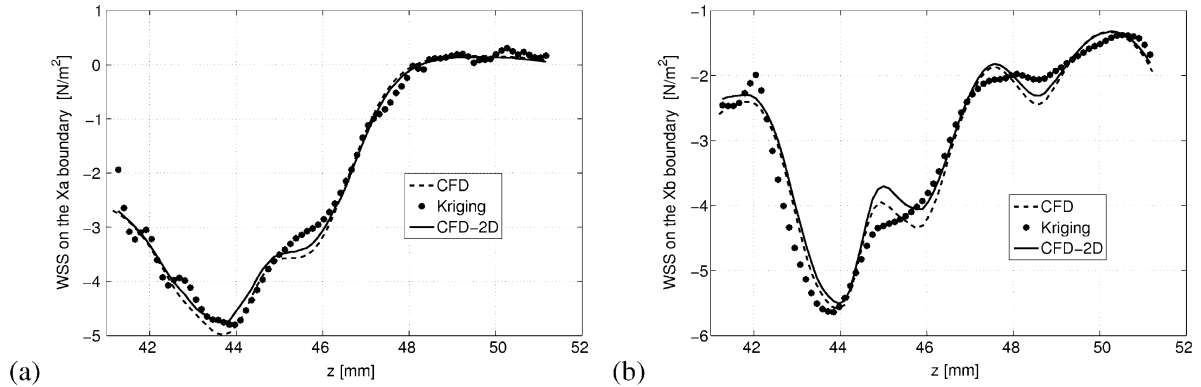 1
0
−1
−2
−3
−4
−5
WSS on the Xa boundary [N/m²]
CFD
Kriging
CFD−2D
42 44 46 48 50 52
z [mm]
(a)
−1
−2
−3
−4
−5
−6
WSS on the Xb boundary [N/m²]
CFD
Kriging
CFD−2D
42 44 46 48 50 52
z [mm]
(b)